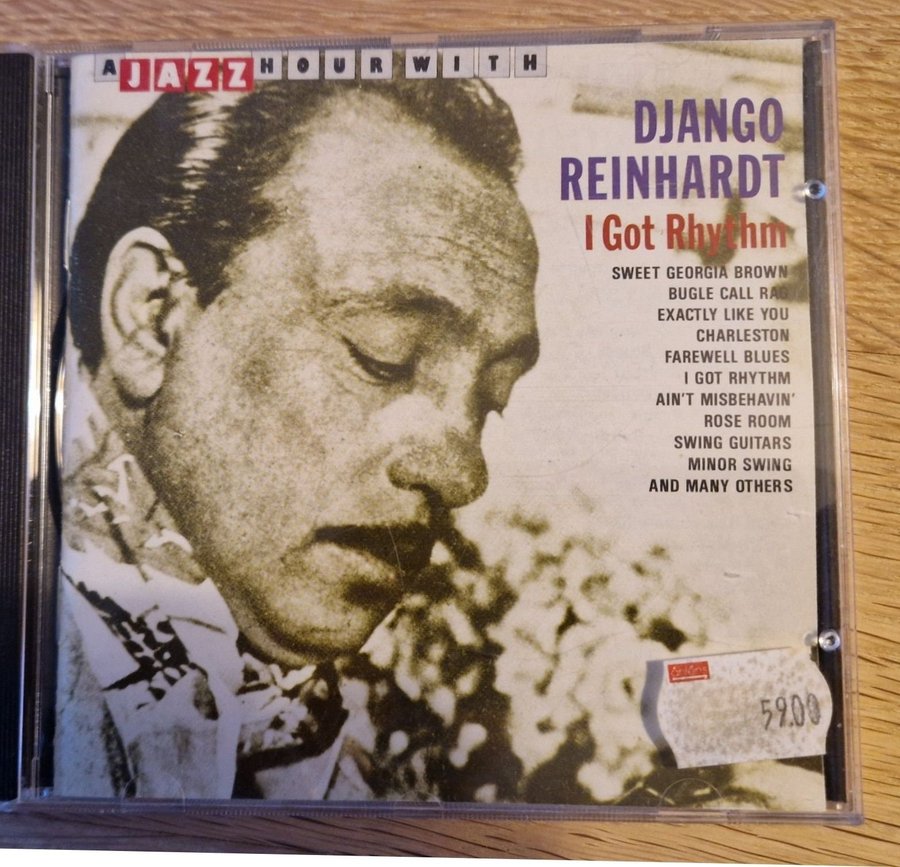 A JAZZ HOUR WITH
DJANGO
REINHARDT
I Got Rhythm
SWEET GEORGIA BROWN
BUGLE CALL RAG
EXACTLY LIKE YOU
CHARLESTON
FAREWELL BLUES
I GOT RHYTHM
AIN'T MISBEHAVIN'
ROSE ROOM
SWING GUITARS
MINOR SWING
AND MANY OTHERS
59.00